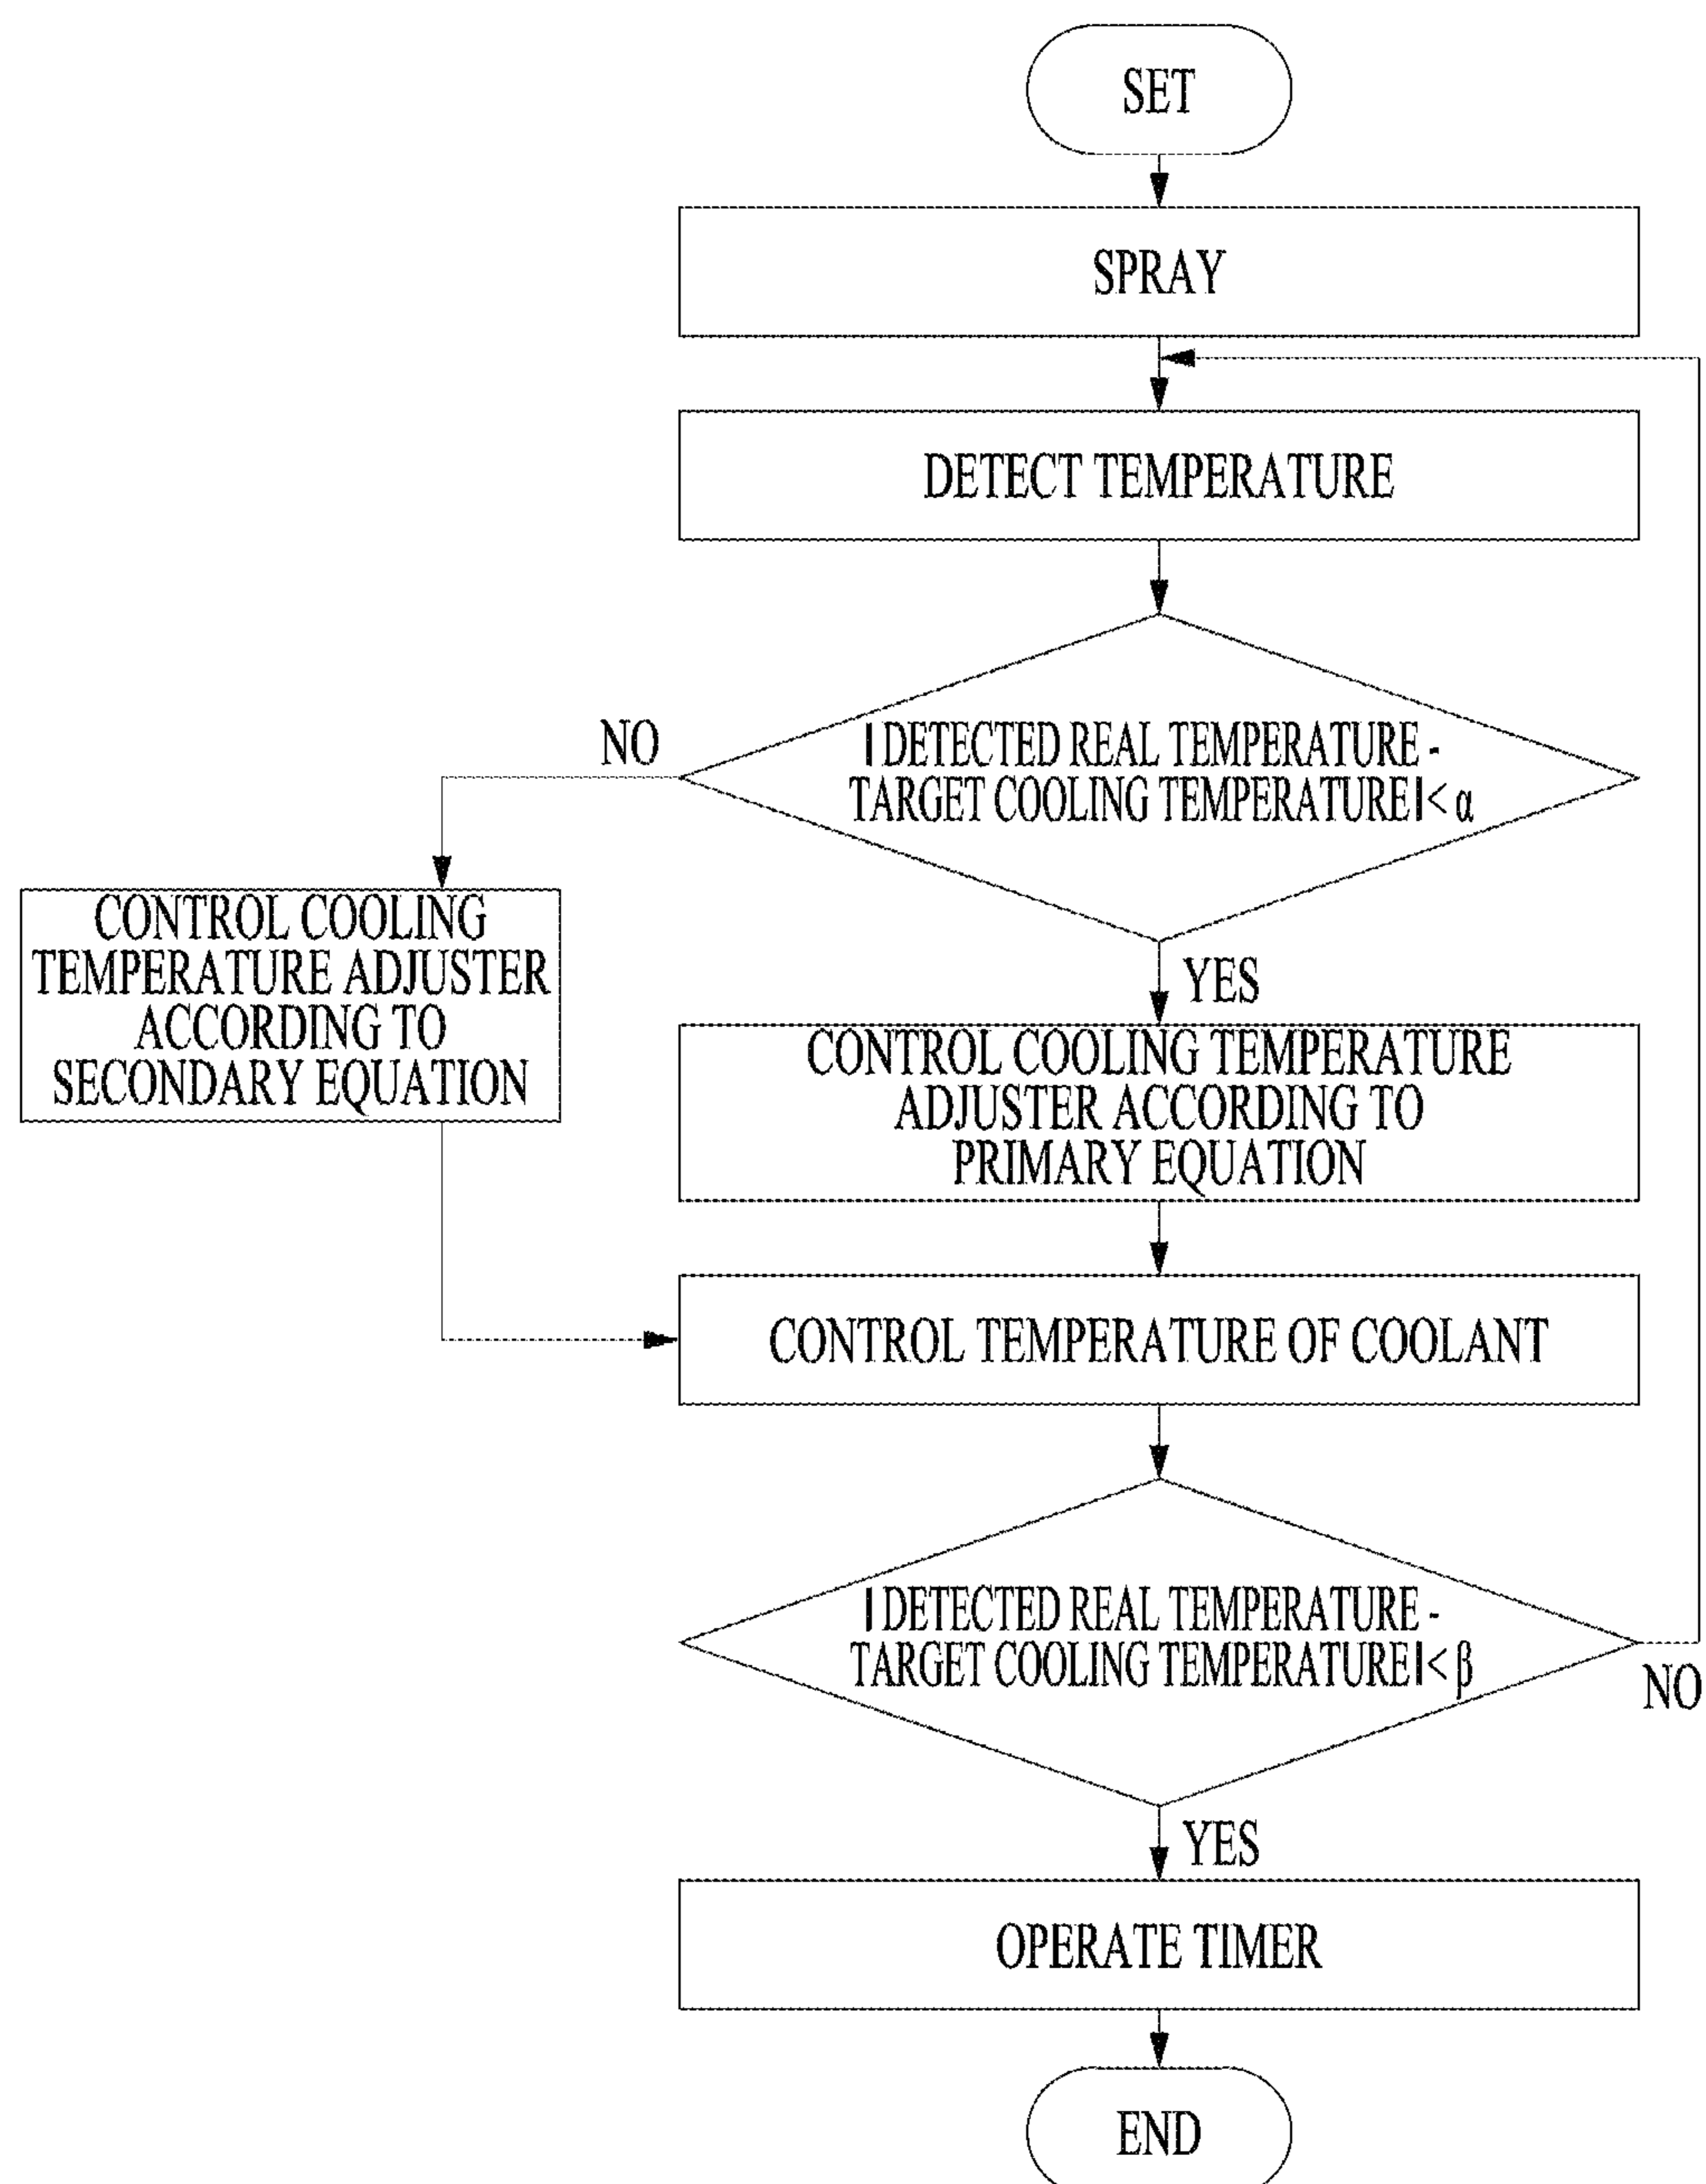 SET
SPRAY
DETECT TEMPERATURE
| DETECTED REAL TEMPERATURE -
TARGET COOLING TEMPERATURE|< α
NO
YES
CONTROL COOLING
TEMPERATURE ADJUSTER
ACCORDING TO
SECONDARY EQUATION
CONTROL COOLING TEMPERATURE
ADJUSTER ACCORDING TO
PRIMARY EQUATION
CONTROL TEMPERATURE OF COOLANT
| DETECTED REAL TEMPERATURE -
TARGET COOLING TEMPERATURE|< β
NO
YES
OPERATE TIMER
END